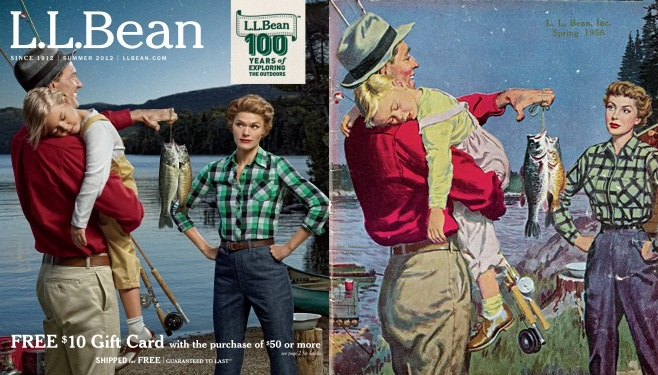 L.L.Bean
SINCE 1912 | SUMMER 2012 | LLBEAN.COM
L.L.Bean
100
YEARS of
EXPLORING
THE OUTDOORS
FREE $10 Gift Card with the purchase of $50 or more
see page 2 for details
SHIPPED for FREE | GUARANTEED TO LAST™
L. L. Bean, Inc.
Spring 1956